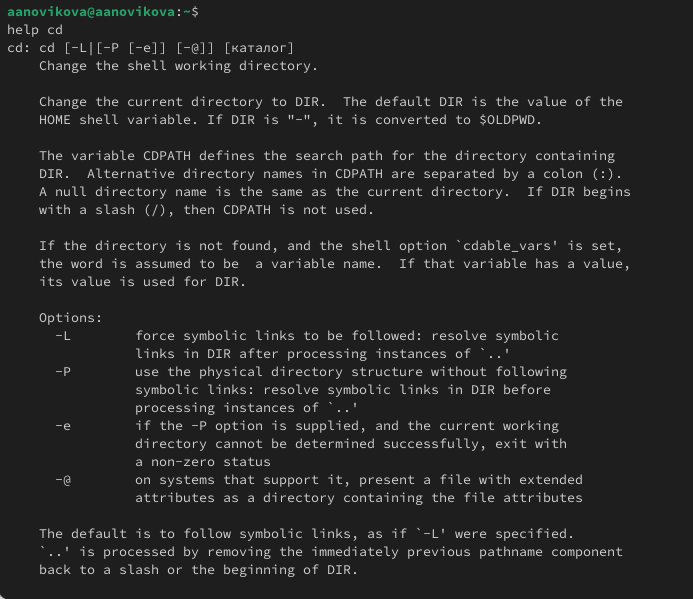 aanovikova@aanovikova:~$
help cd
cd: cd [-L|[-P [-e]] [-@]] [каталог]
    Change the shell working directory.

    Change the current directory to DIR.  The default DIR is the value of the
    HOME shell variable. If DIR is "-", it is converted to $OLDPWD.

    The variable CDPATH defines the search path for the directory containing
    DIR.  Alternative directory names in CDPATH are separated by a colon (:).
    A null directory name is the same as the current directory.  If DIR begins
    with a slash (/), then CDPATH is not used.

    If the directory is not found, and the shell option `cdable_vars' is set,
    the word is assumed to be  a variable name.  If that variable has a value,
    its value is used for DIR.

    Options:
      -L        force symbolic links to be followed: resolve symbolic
                links in DIR after processing instances of `..'
      -P        use the physical directory structure without following
                symbolic links: resolve symbolic links in DIR before
                processing instances of `..'
      -e        if the -P option is supplied, and the current working
                directory cannot be determined successfully, exit with
                a non-zero status
      -@        on systems that support it, present a file with extended
                attributes as a directory containing the file attributes

    The default is to follow symbolic links, as if `-L' were specified.
    `..' is processed by removing the immediately previous pathname component
    back to a slash or the beginning of DIR.